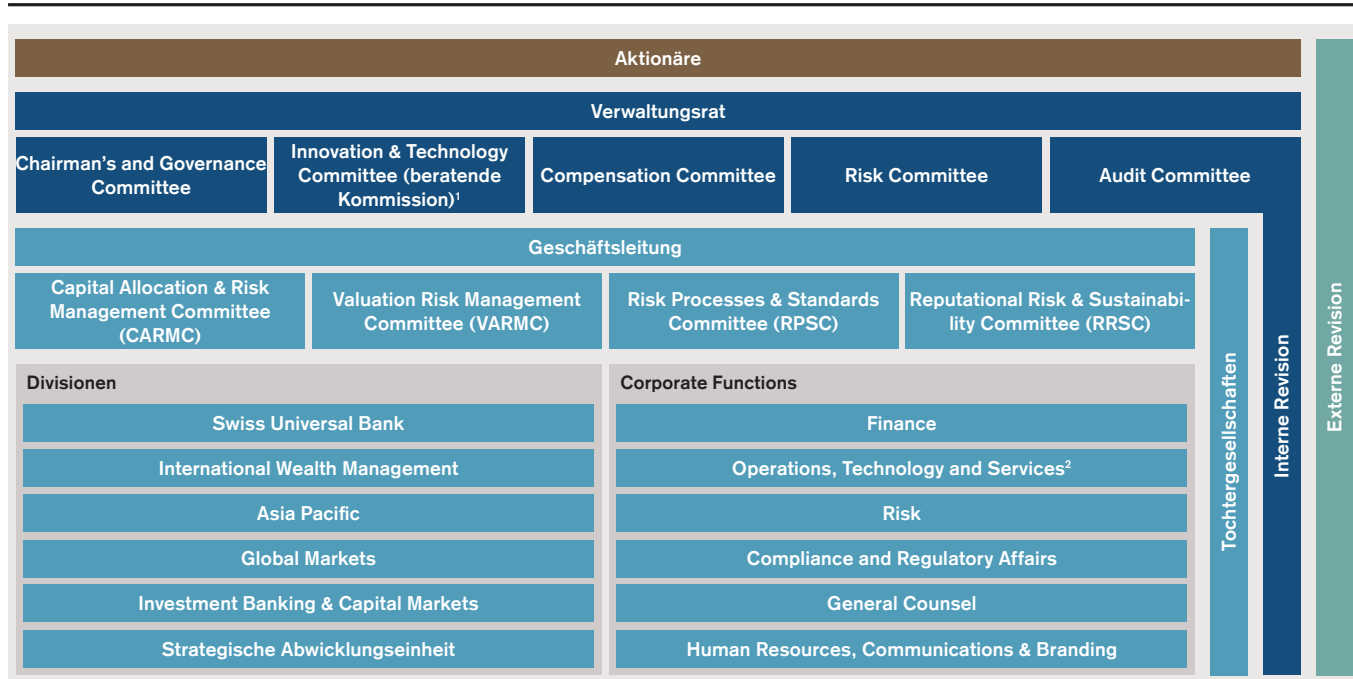 Aktionäre
Verwaltungsrat
Chairman's and Governance
Committee
Innovation & Technology
Committee (beratende
Kommission)¹
Compensation Committee
Risk Committee
Audit Committee
Geschäftsleitung
Capital Allocation & Risk
Management Committee
(CARMC)
Valuation Risk Management
Committee (VARMC)
Risk Processes & Standards
Committee (RPSC)
Reputational Risk & Sustainabi-
lity Committee (RRSC)
Divisionen
Swiss Universal Bank
International Wealth Management
Asia Pacific
Global Markets
Investment Banking & Capital Markets
Strategische Abwicklungseinheit
Corporate Functions
Finance
Operations, Technology and Services²
Risk
Compliance and Regulatory Affairs
General Counsel
Human Resources, Communications & Branding
Tochtergesellschaften
Interne Revision
Externe Revision